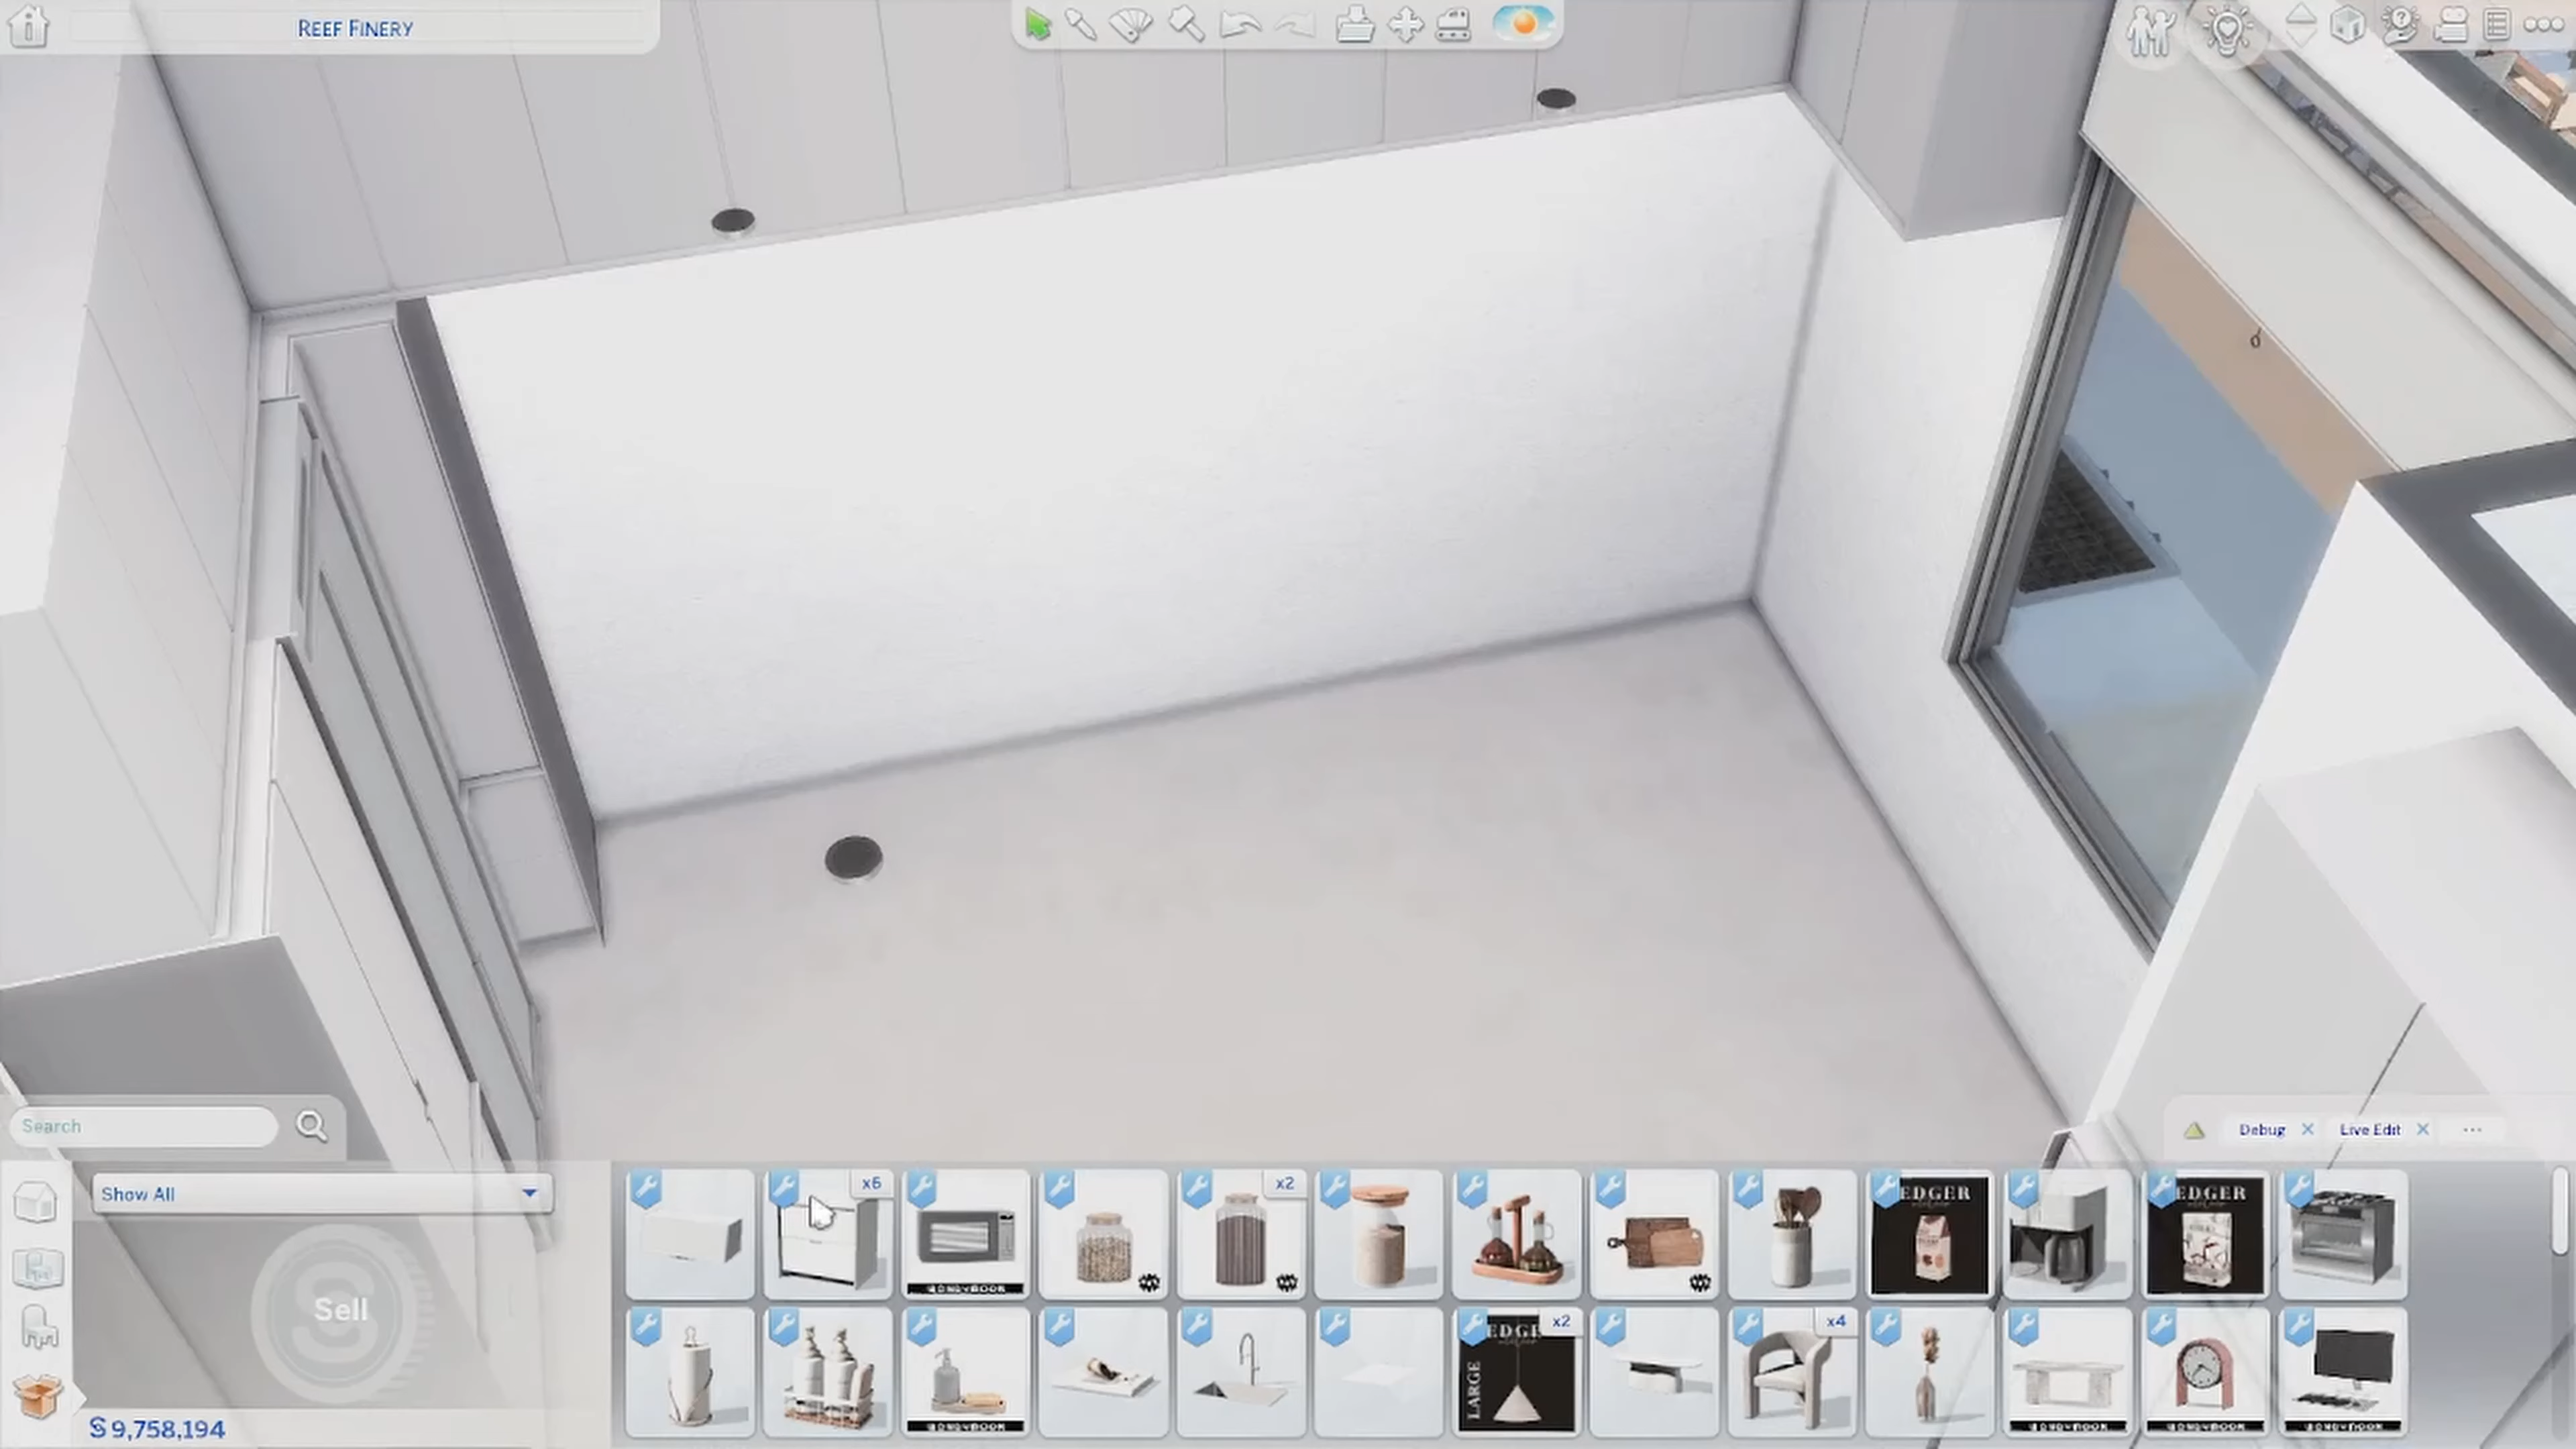 REEF FINERY
Search
Debug
Live Edit
Show All
Sell
9,758,194
x6
x2
EDGER
EDGER
EDGE
LARGE
x2
x4